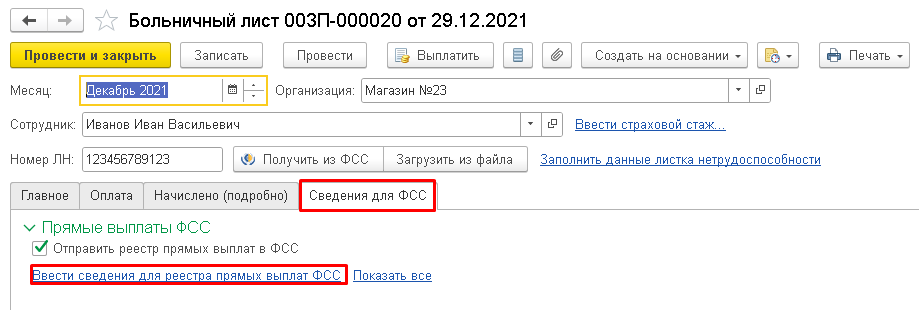 Больничный лист 003П-000020 от 29.12.2021
Провести и закрыть Записать Провести Выплатить Создать на основании Печать
Месяц: Декабрь 2021 Организация: Магазин №23
Сотрудник: Иванов Иван Васильевич Ввести страховой стаж...
Номер ЛН: 123456789123 Получить из ФСС Загрузить из файла Заполнить данные листка нетрудоспособности
Главное Оплата Начислено (подробно) Сведения для ФСС
Прямые выплаты ФСС
Отправить реестр прямых выплат в ФСС
Ввести сведения для реестра прямых выплат ФСС Показать все